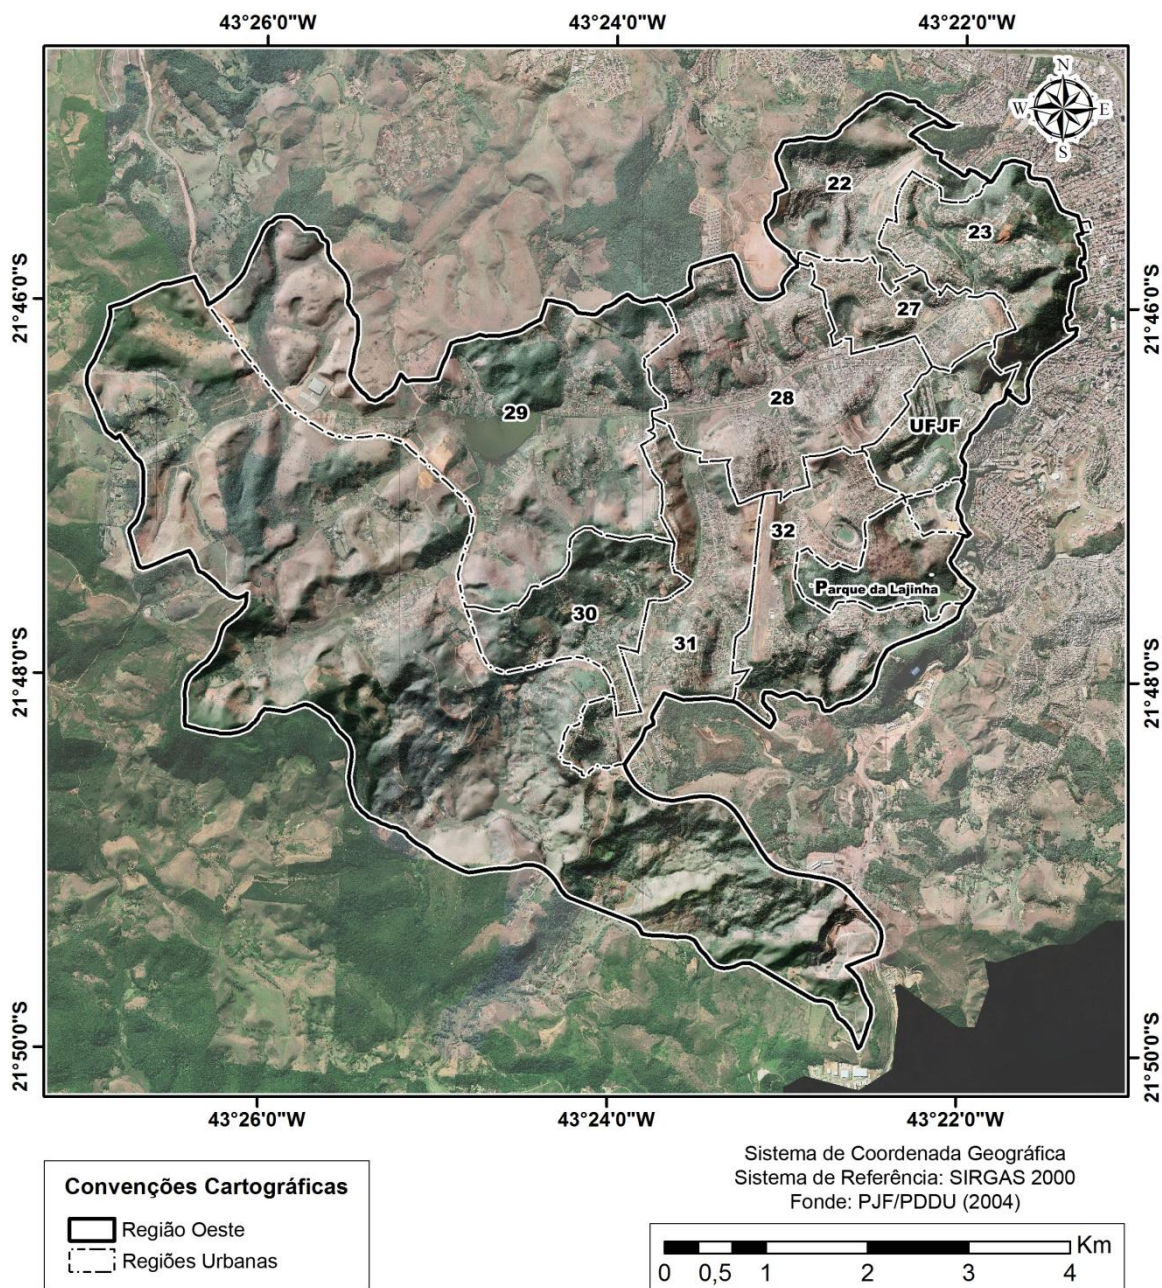 43°26'0"W 43°24'0"W 43°22'0"W
N
W E
S
22
23
21°46'0"S 21°46'0"S
27
28
29
UFJF
32
Parque da Lajinha
30
31
21°48'0"S 21°48'0"S
21°50'0"S 21°50'0"S
43°26'0"W 43°24'0"W 43°22'0"W
Sistema de Coordenada Geográfica
Sistema de Referência: SIRGAS 2000
Fonde: PJF/PDDU (2004)
Convenções Cartográficas
Região Oeste
Regiões Urbanas
Km
0 0,5 1 2 3 4